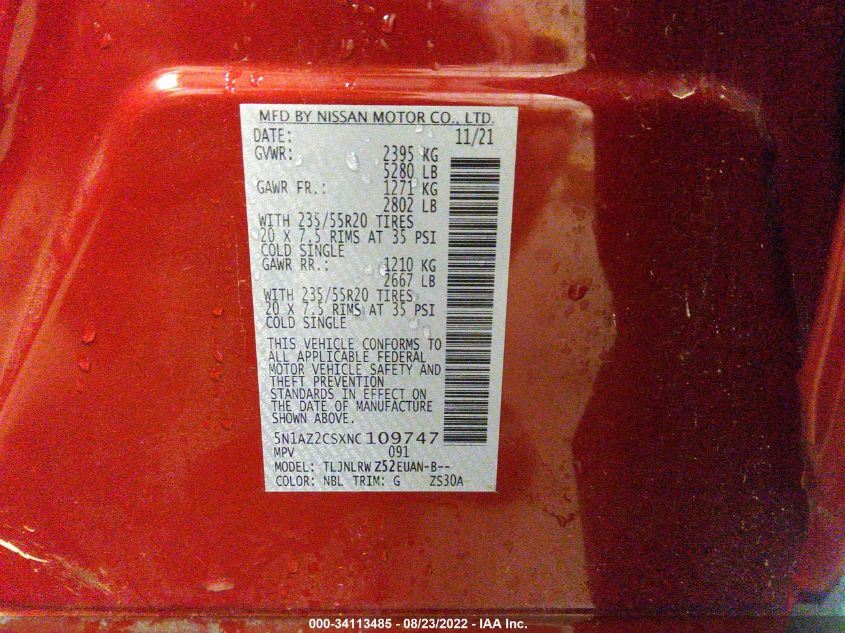 MFD BY NISSAN MOTOR CO., LTD.
DATE: 11/21
GVWR: 2395 KG
5280 LB
GAWR FR.: 1271 KG
2802 LB
WITH 235/55R20 TIRES
20 X 7.5 RIMS AT 35 PSI
COLD SINGLE
GAWR RR.: 1210 KG
2667 LB
WITH 235/55R20 TIRES
20 X 7.5 RIMS AT 35 PSI
COLD SINGLE
THIS VEHICLE CONFORMS TO
ALL APPLICABLE FEDERAL
MOTOR VEHICLE SAFETY AND
THEFT PREVENTION
STANDARDS IN EFFECT ON
THE DATE OF MANUFACTURE
SHOWN ABOVE.
5N1AZ2CSXNC109747
MPV 091
MODEL: TLJNLRW Z52EUAN-B--
COLOR: NBL TRIM: G ZS30A
000-34113485 - 08/23/2022 - IAA Inc.